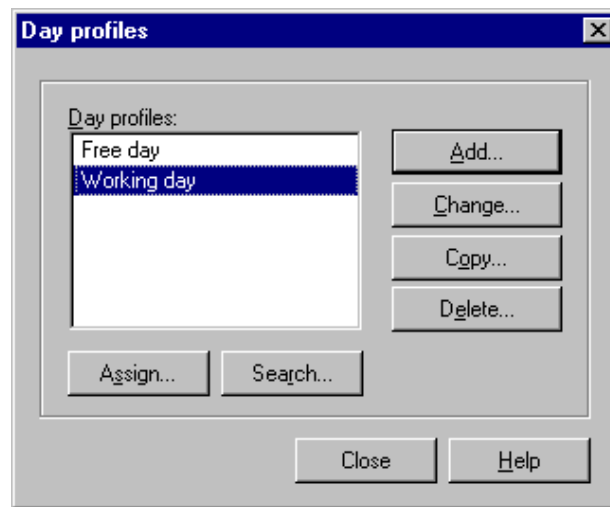 Day profiles
Day profiles:
Free day
Working day
Add...
Change...
Copy...
Delete...
Assign...
Search...
Close
Help